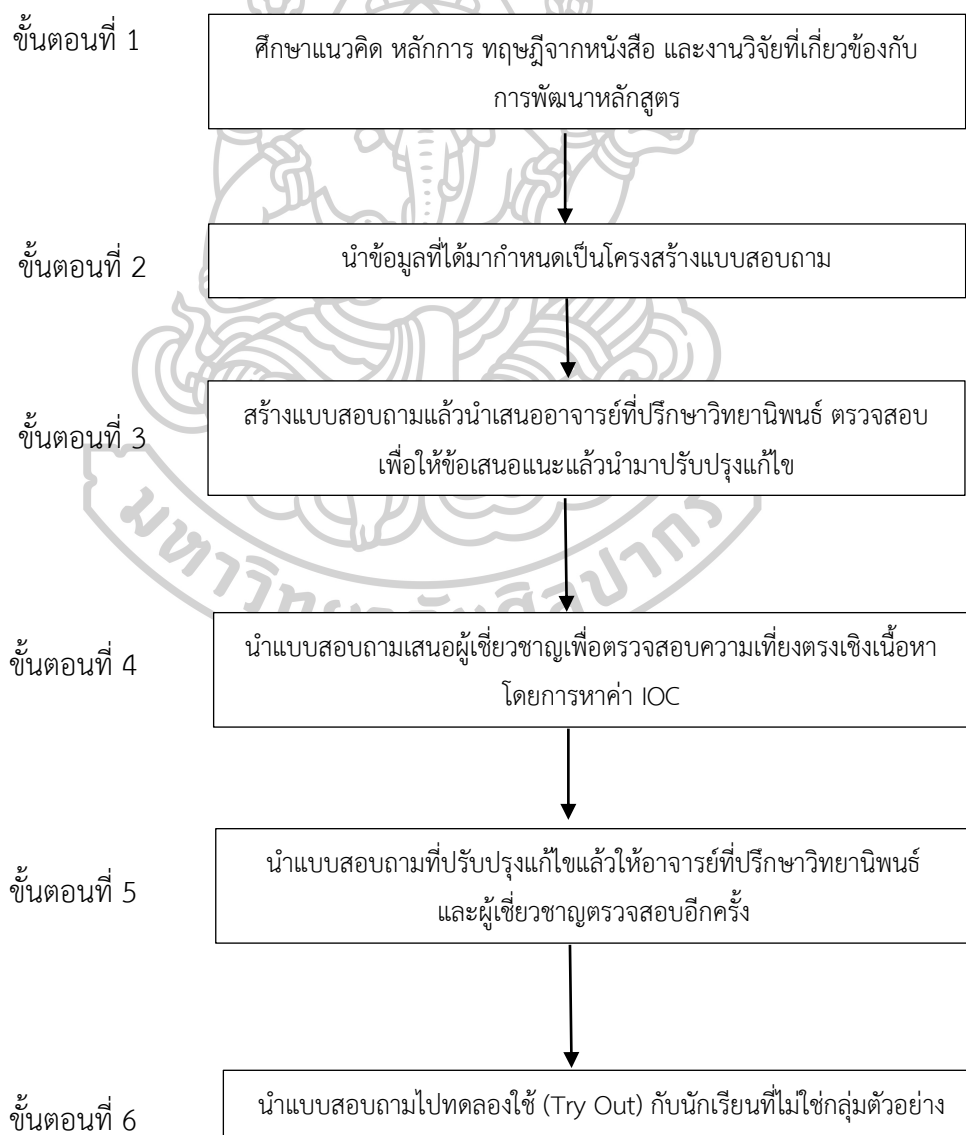 ขั้นตอนที่ 1
ศึกษาแนวคิด หลักการ ทฤษฎีจากหนังสือ และงานวิจัยที่เกี่ยวข้องกับ
การพัฒนาหลักสูตร
ขั้นตอนที่ 2
นำข้อมูลที่ได้มากำหนดเป็นโครงสร้างแบบสอบถาม
ขั้นตอนที่ 3
สร้างแบบสอบถามแล้วนำเสนออาจารย์ที่ปรึกษาวิทยานิพนธ์ ตรวจสอบ
เพื่อให้ข้อเสนอแนะแล้วนำมาปรับปรุงแก้ไข
มหาวิทยาลัยศิลปากร
ขั้นตอนที่ 4
นำแบบสอบถามเสนอผู้เชี่ยวชาญเพื่อตรวจสอบความเที่ยงตรงเชิงเนื้อหา
โดยการหาค่า IOC
ขั้นตอนที่ 5
นำแบบสอบถามที่ปรับปรุงแก้ไขแล้วให้อาจารย์ที่ปรึกษาวิทยานิพนธ์
และผู้เชี่ยวชาญตรวจสอบอีกครั้ง
ขั้นตอนที่ 6
นำแบบสอบถามไปทดลองใช้ (Try Out) กับนักเรียนที่ไม่ใช่กลุ่มตัวอย่าง